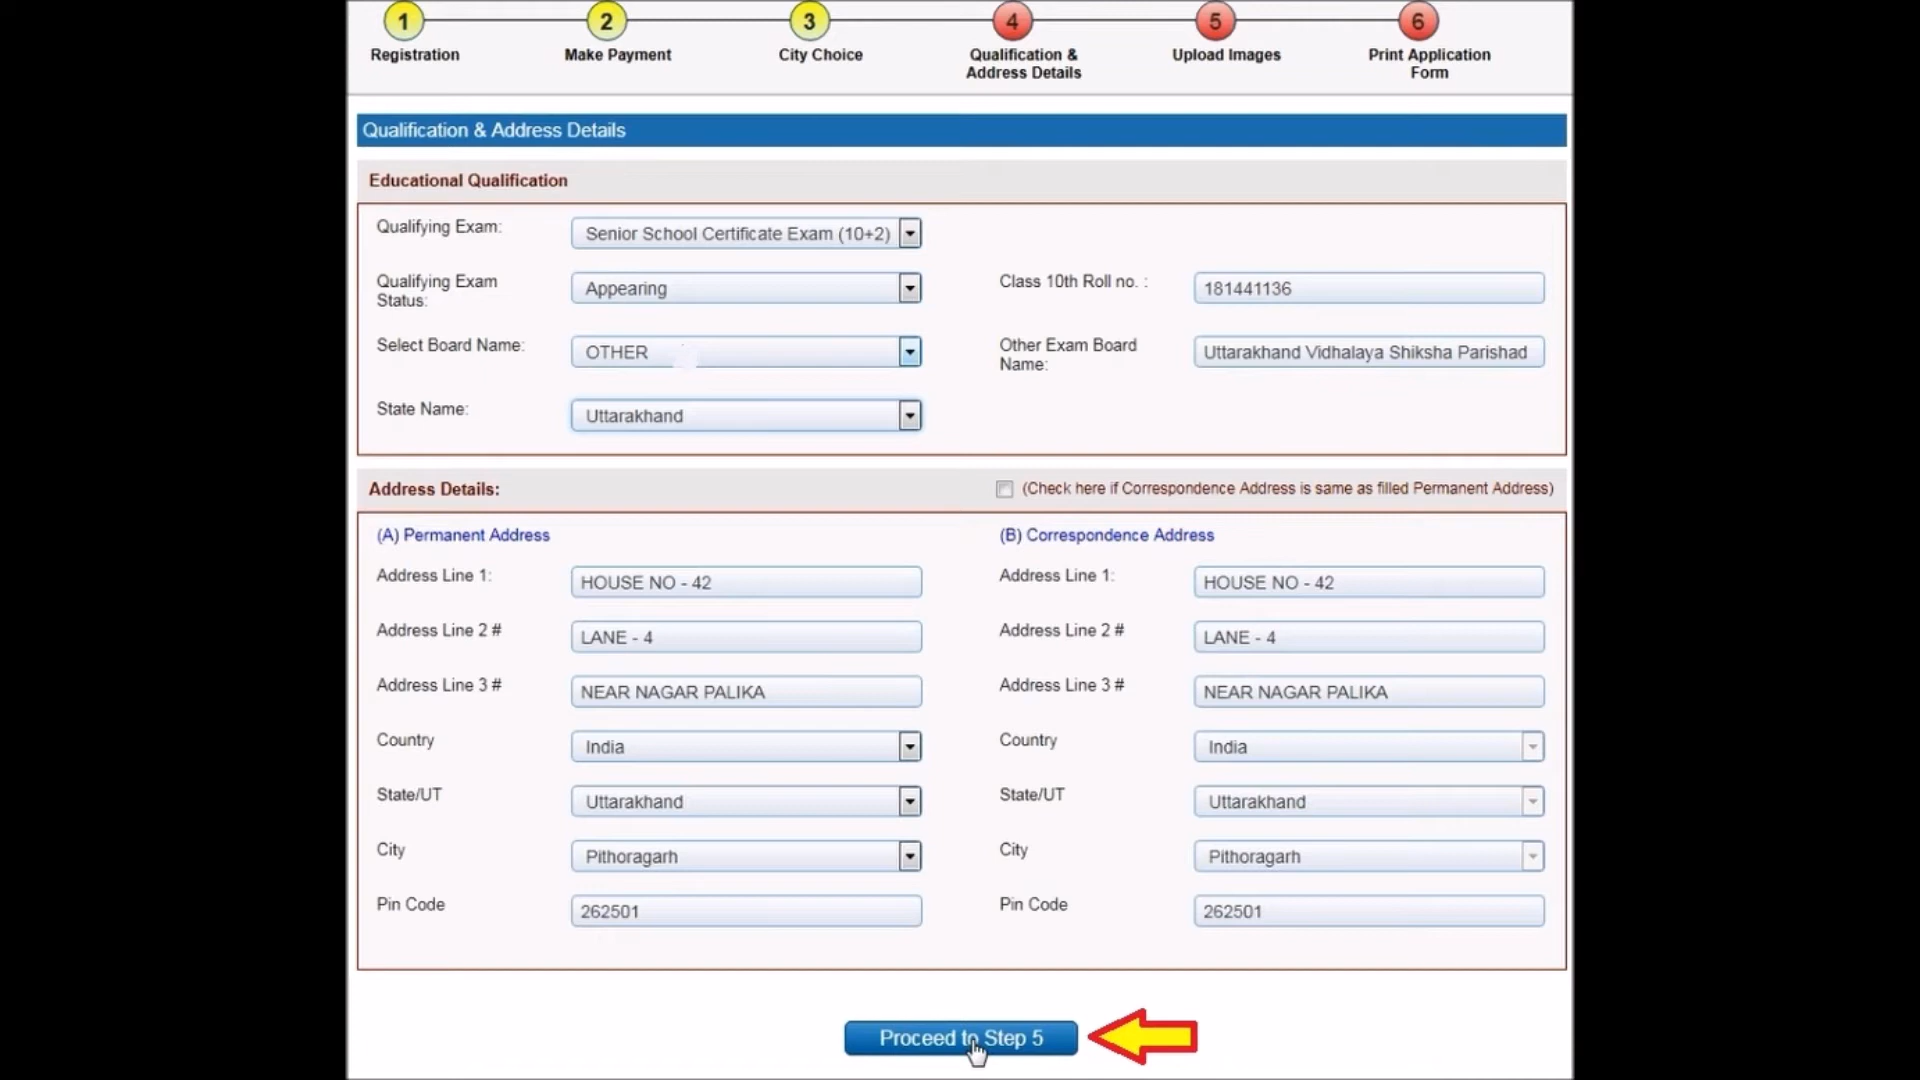 1 2 3 4 5 6
Registration Make Payment City Choice Qualification & Address Details Upload Images Print Application Form
Qualification & Address Details
Educational Qualification
Qualifying Exam: Senior School Certificate Exam (10+2)
Qualifying Exam Status: Appearing Class 10th Roll no. : 181441136
Select Board Name: OTHER Other Exam Board Name: Uttarakhand Vidhalaya Shiksha Parishad
State Name: Uttarakhand
Address Details: (Check here if Correspondence Address is same as filled Permanent Address)
(A) Permanent Address (B) Correspondence Address
Address Line 1: HOUSE NO - 42 Address Line 1: HOUSE NO - 42
Address Line 2 # LANE - 4 Address Line 2 # LANE - 4
Address Line 3 # NEAR NAGAR PALIKA Address Line 3 # NEAR NAGAR PALIKA
Country India Country India
State/UT Uttarakhand State/UT Uttarakhand
City Pithoragarh City Pithoragarh
Pin Code 262501 Pin Code 262501
Proceed to Step 5